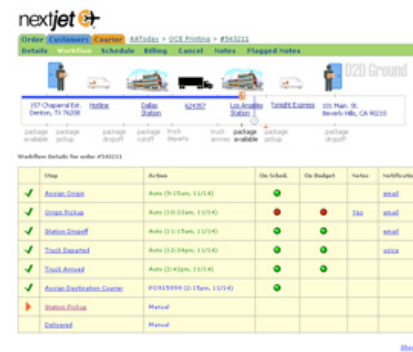 nextjet
Order Customers Courier AAToday > OCE Printing > #543211
Details Workflow Schedule Billing Cancel Notes Flagged Notes
D2D Ground
157 Chaparral Ext. Hotline Dallas 624357 Los Angeles Tonight Express 101 Main. St.
Denton, TX 76208 Station Station Beverly Hills, CA 90210
package package package truck truck package package package
available pickup dropoff departs arrives available pickup dropoff
Workflow Details for order #543211
Step Action On Sched. On Budget Notes Notification
Assign Origin Auto (9:15am, 11/14) email
Origin Pickup Auto (10:23am, 11/14) Yes email
Station Dropoff Auto (11:15am, 11/14) email
Truck Departed Auto (12:34pm, 11/14) voice
Truck Arrived Auto (2:42pm, 11/14)
Assign Destination Courier PO915999 (2:15pm, 11/14)
Station Pickup Manual
Delivered Manual